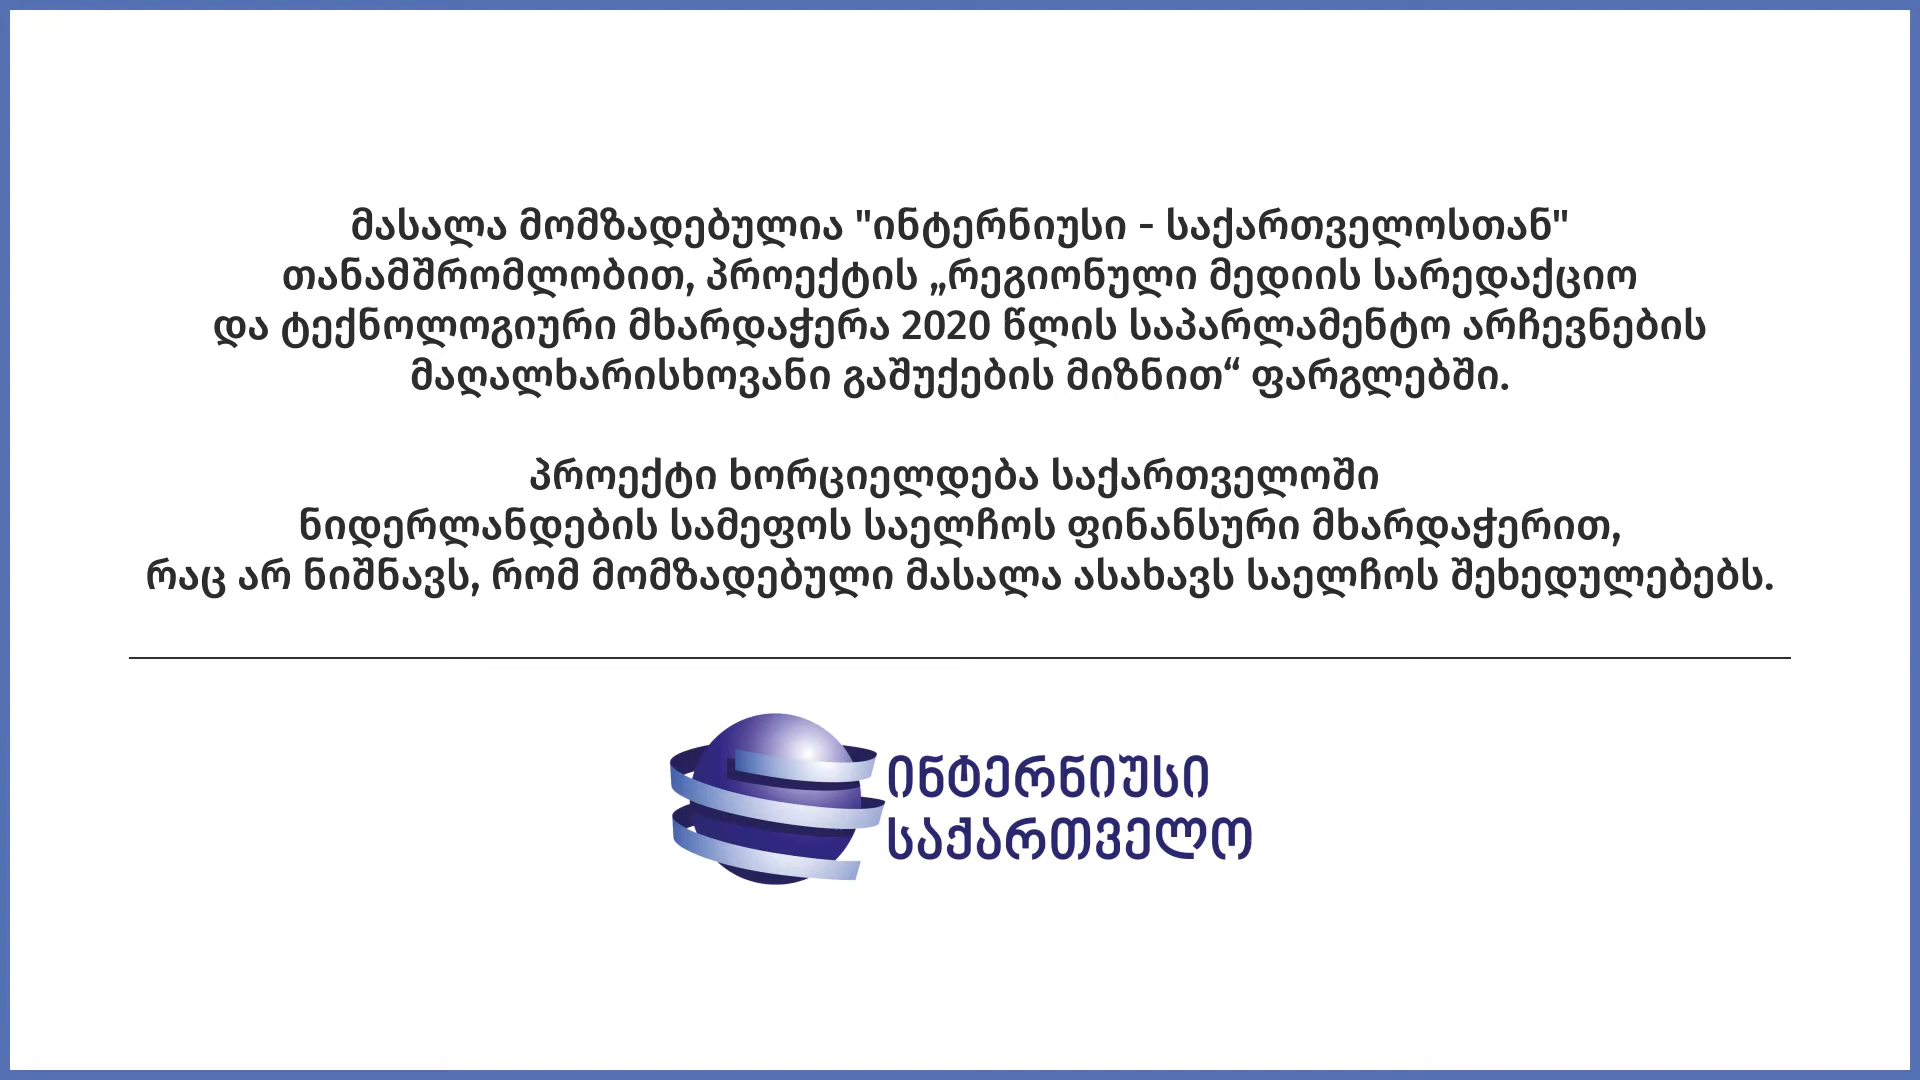 მასალა მომზადებულია "ინტერნიუსი - საქართველოსთან"
თანამშრომლობით, პროექტის „რეგიონული მედიის სარედაქციო
და ტექნოლოგიური მხარდაჭერა 2020 წლის საპარლამენტო არჩევნების
მაღალხარისხოვანი გაშუქების მიზნით“ ფარგლებში.
პროექტი ხორციელდება საქართველოში
ნიდერლანდების სამეფოს საელჩოს ფინანსური მხარდაჭერით,
რაც არ ნიშნავს, რომ მომზადებული მასალა ასახავს საელჩოს შეხედულებებს.
ინტერნიუსი
საქართველო